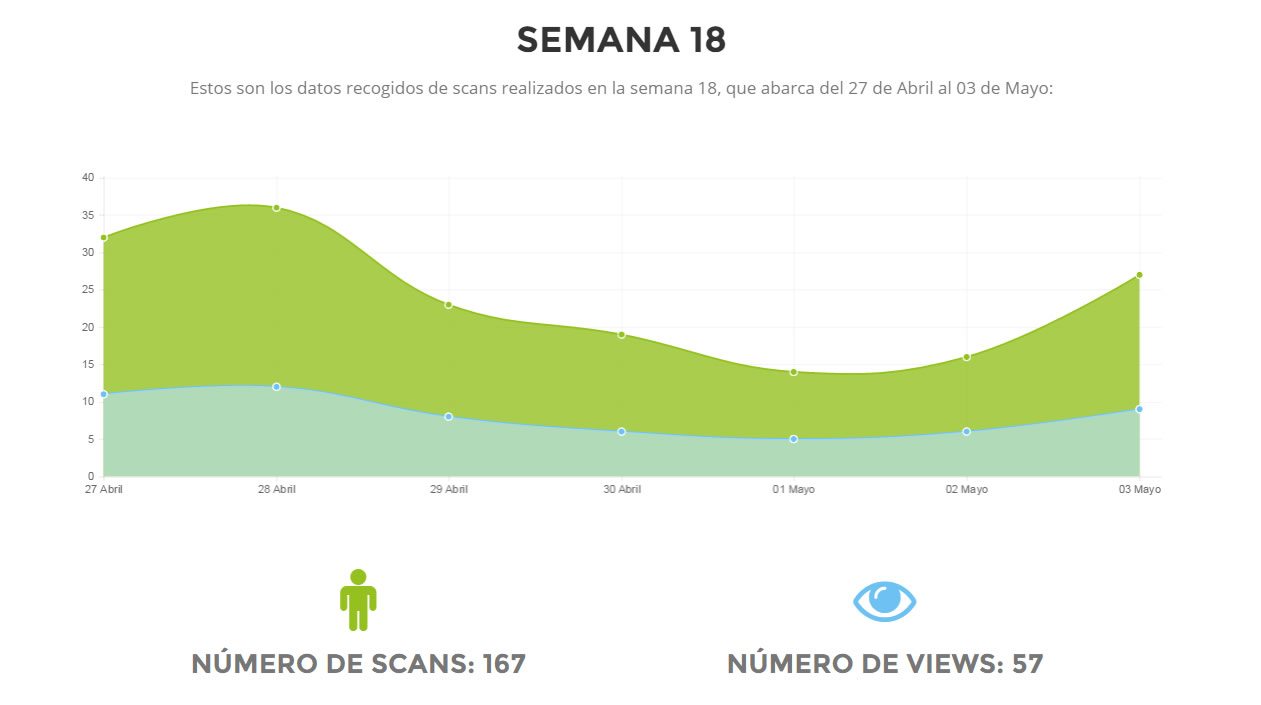 SEMANA 18
Estos son los datos recogidos de scans realizados en la semana 18, que abarca del 27 de Abril al 03 de Mayo:
40
35
30
25
20
15
10
5
0
27 Abril 28 Abril 29 Abril 30 Abril 01 Mayo 02 Mayo 03 Mayo
NÚMERO DE SCANS: 167 NÚMERO DE VIEWS: 57